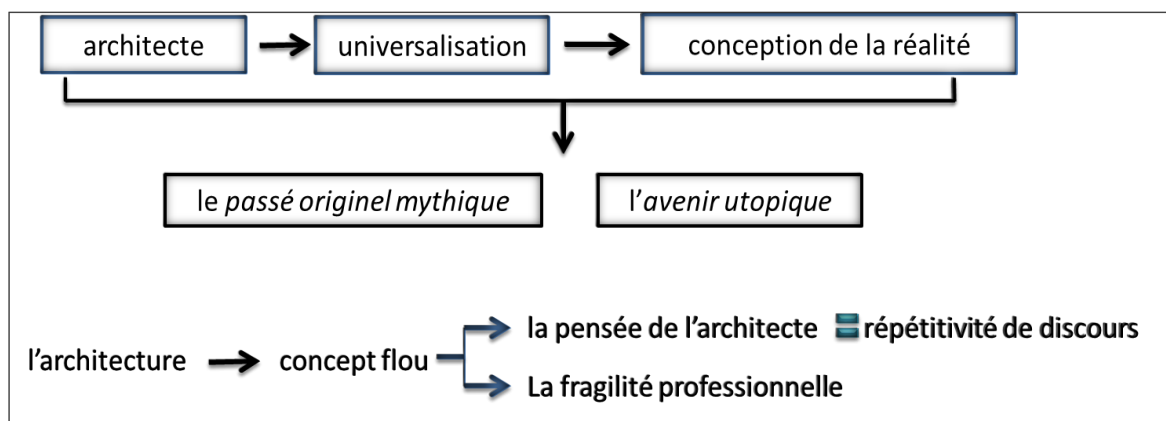 architecte universalisation conception de la réalité
le passé originel mythique l'avenir utopique
la pensée de l'architecte = répétitivité de discours
l'architecture concept flou
La fragilité professionnelle